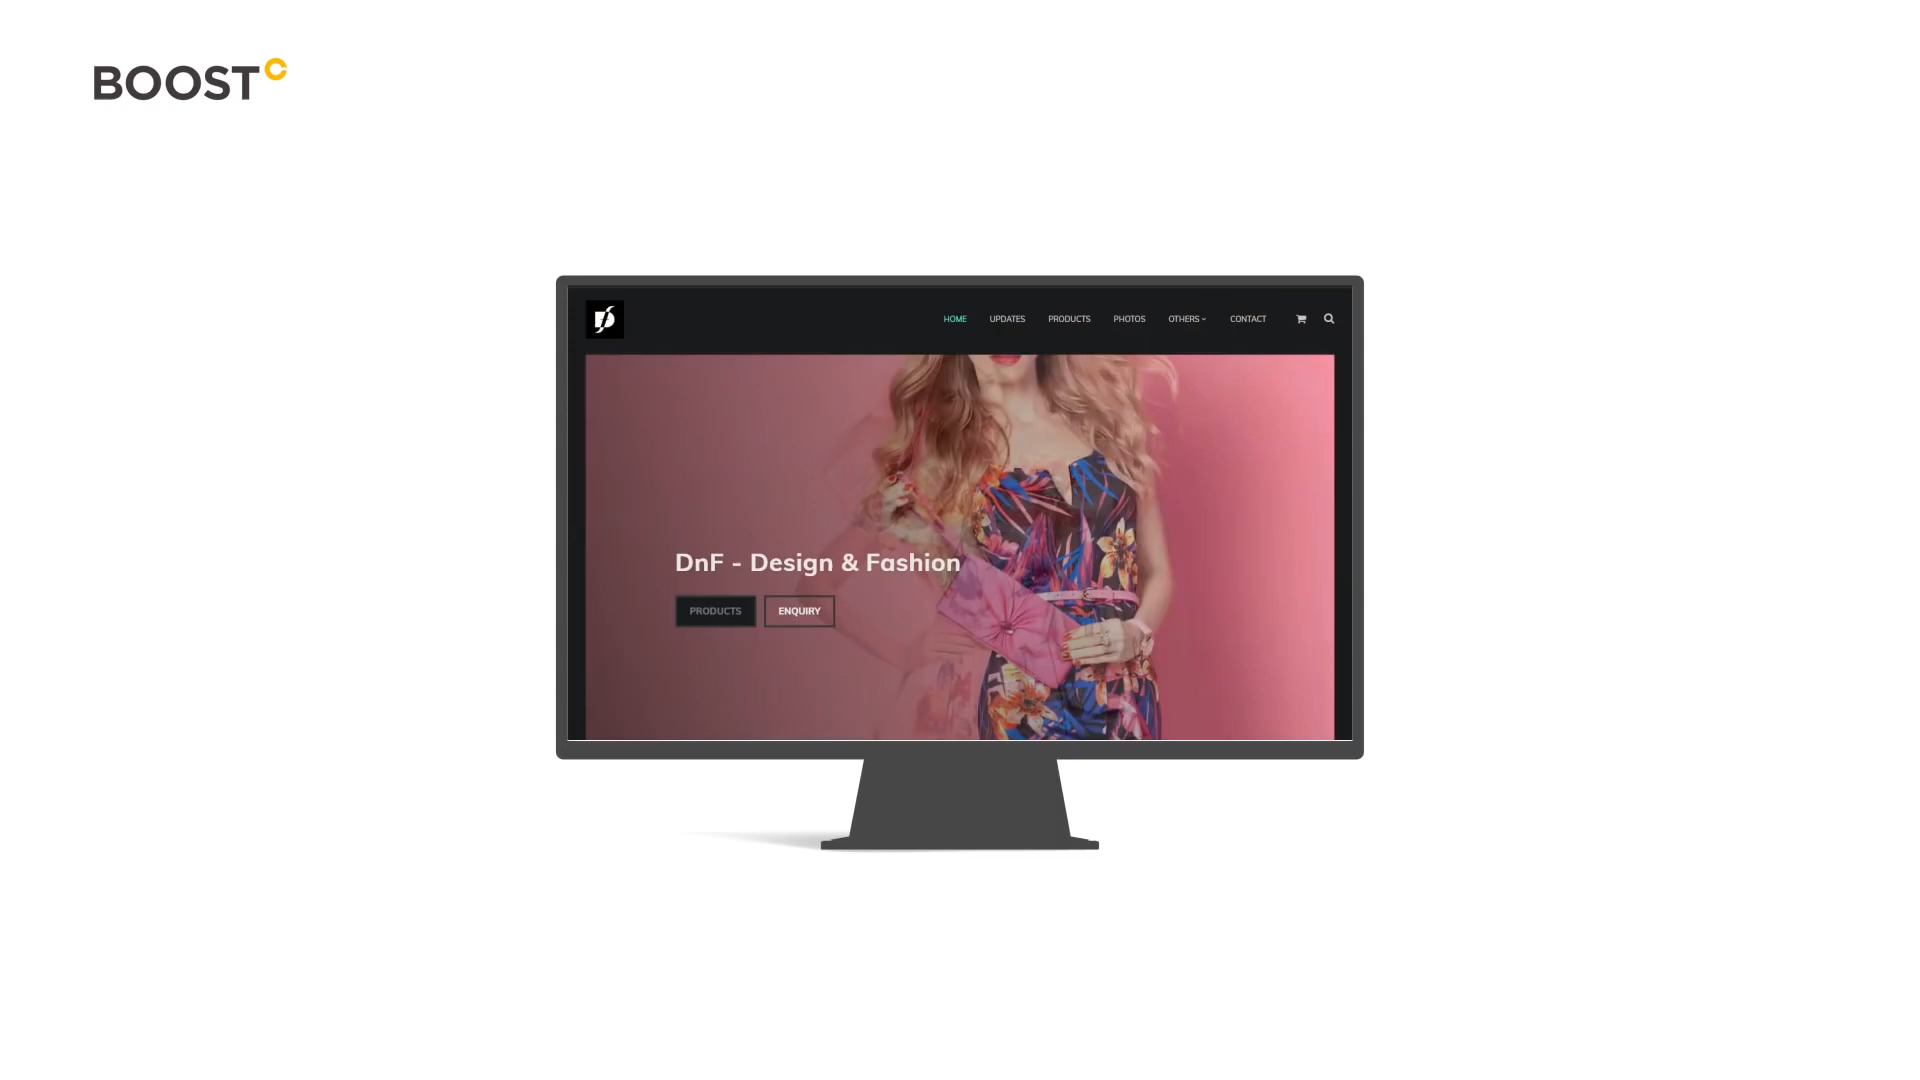 BOOST
HOME UPDATES PRODUCTS PHOTOS OTHERS CONTACT
DnF - Design & Fashion
PRODUCTS ENQUIRY